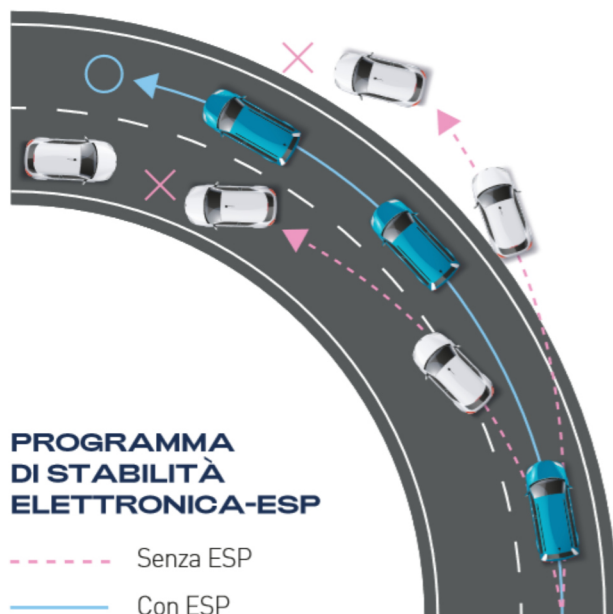 PROGRAMMA
DI STABILITÀ
ELETTRONICA-ESP
Senza ESP
Con ESP